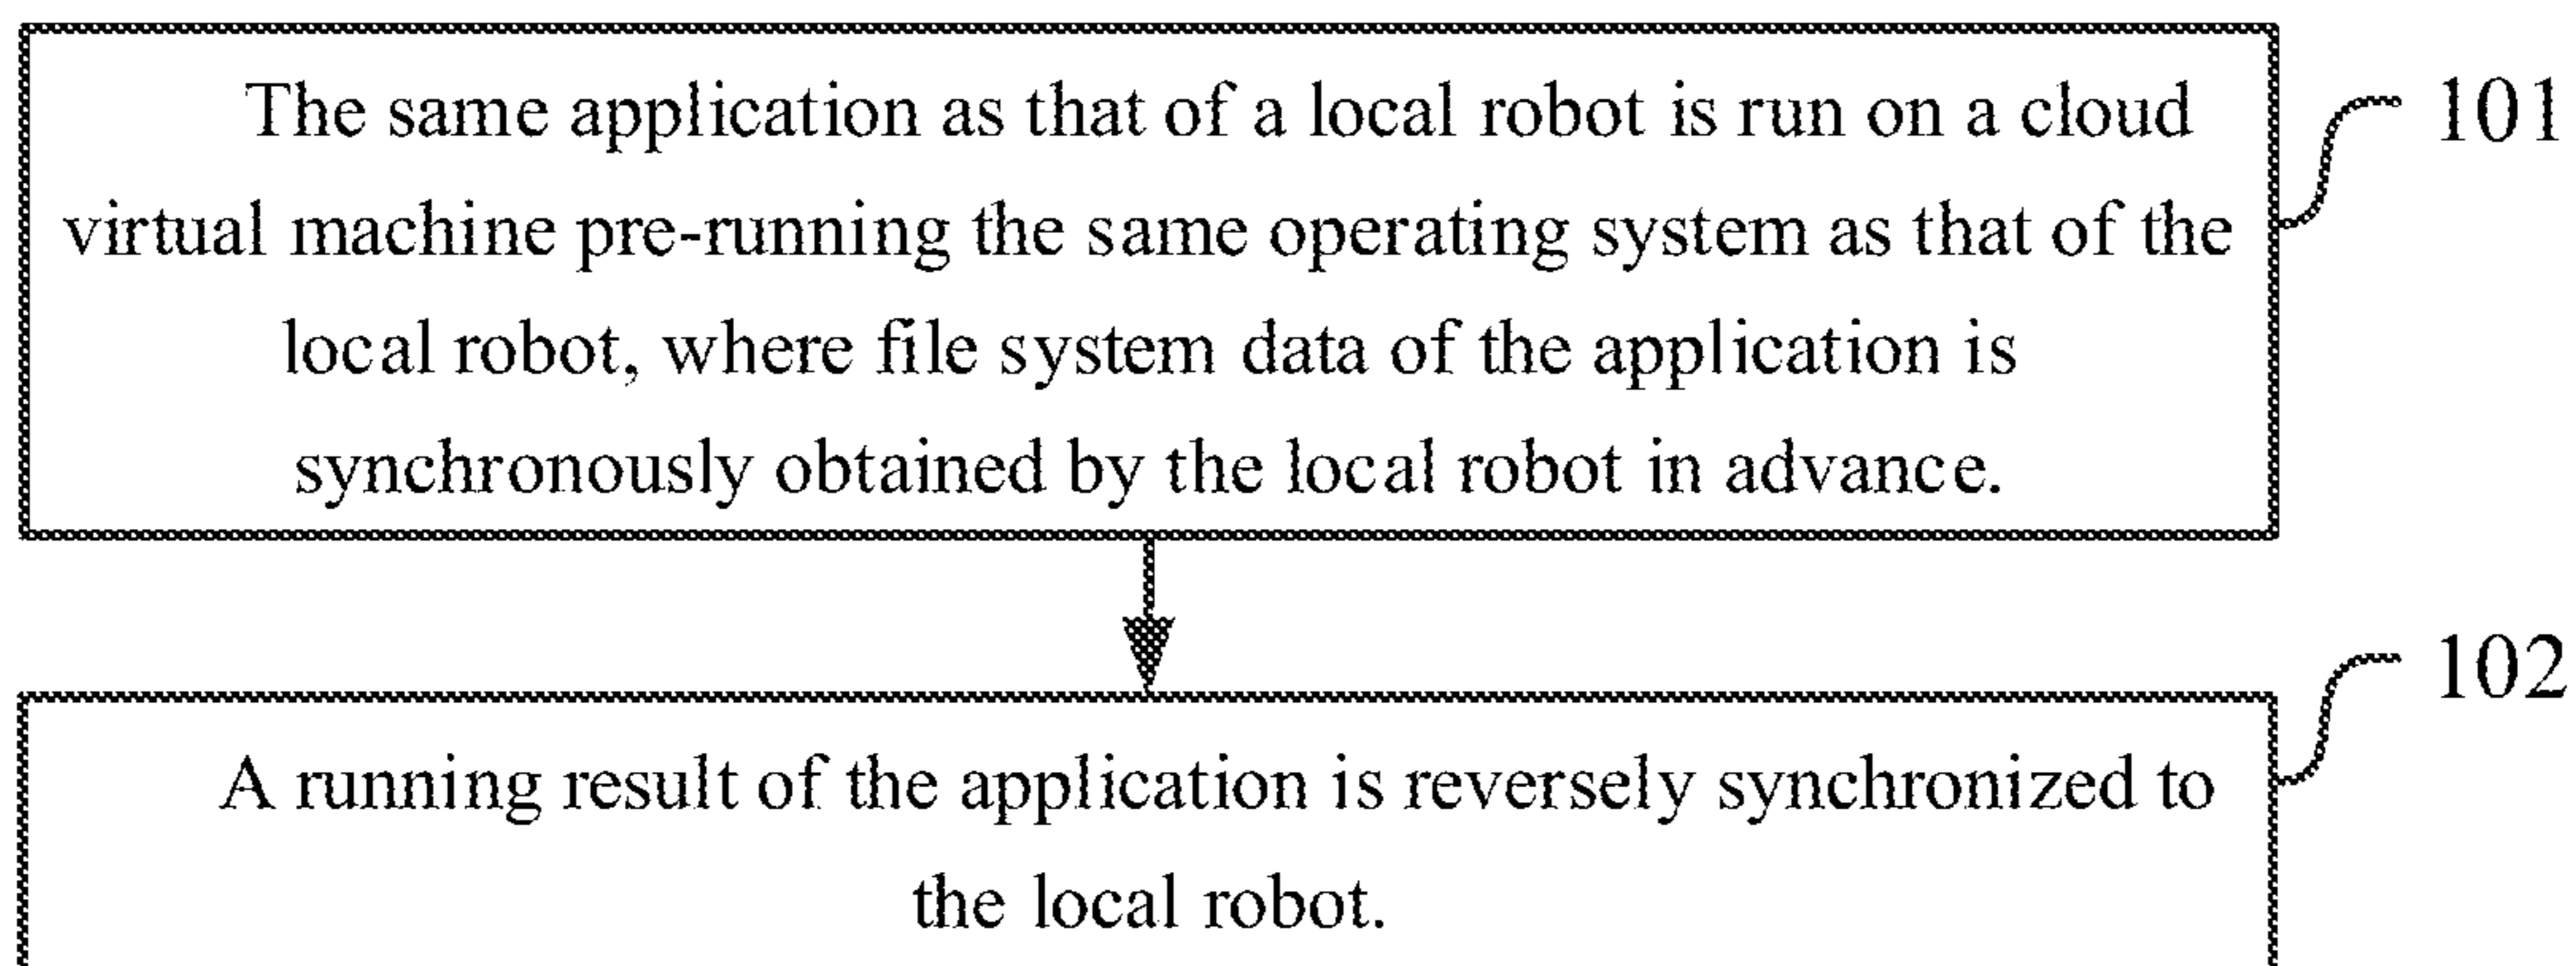 The same application as that of a local robot is run on a cloud
101
virtual machine pre-running the same operating system as that of the
local robot, where file system data of the application is
synchronously obtained by the local robot in advance.
102
A running result of the application is reversely synchronized to
the local robot.